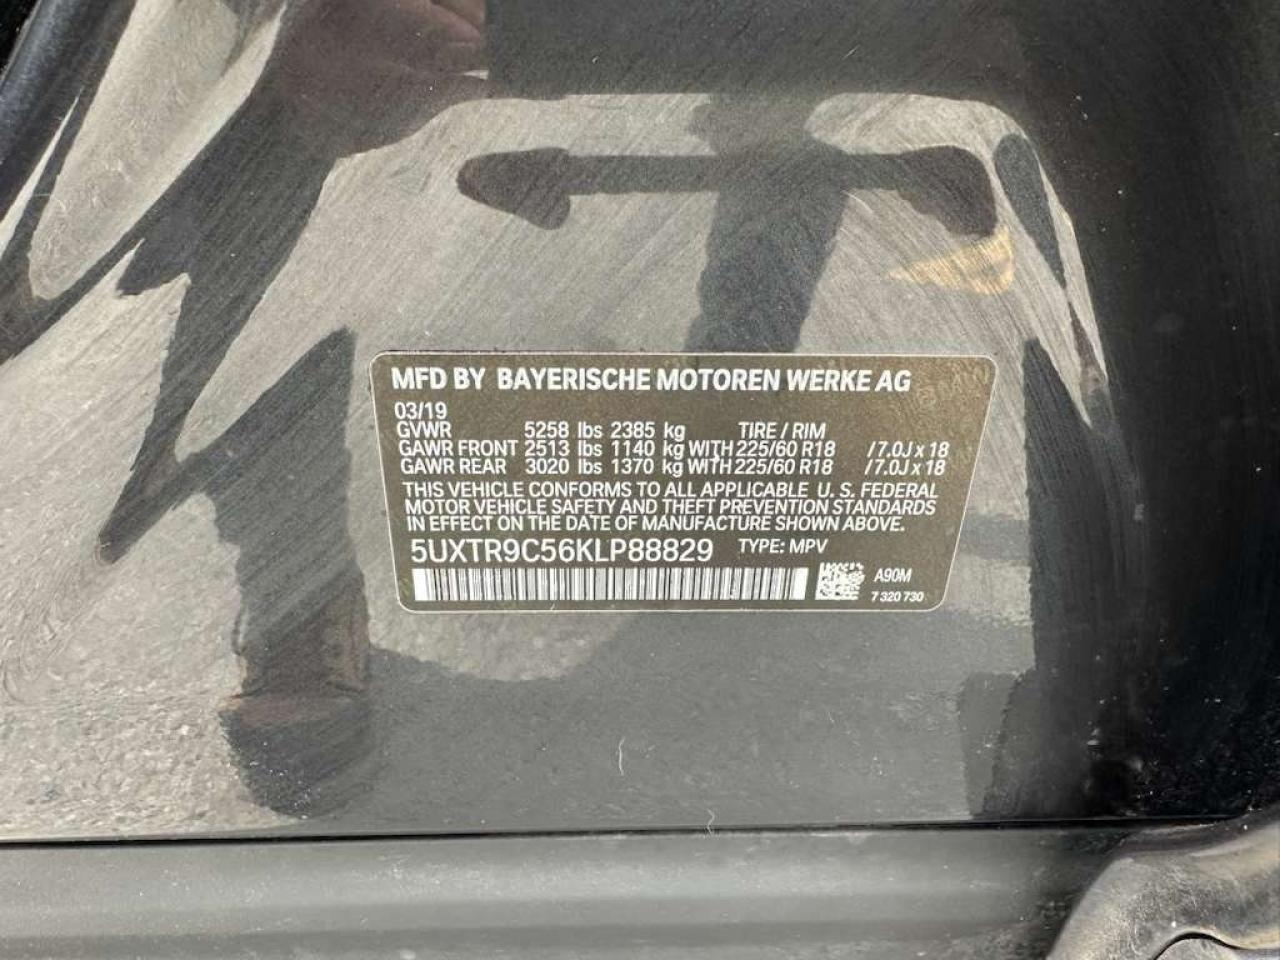 MFD BY BAYERISCHE MOTOREN WERKE AG
03/19
GVWR 5258 lbs 2385 kg TIRE / RIM
GAWR FRONT 2513 lbs 1140 kg WITH 225/60 R18 /7.0J x 18
GAWR REAR 3020 lbs 1370 kg WITH 225/60 R18 /7.0J x 18
THIS VEHICLE CONFORMS TO ALL APPLICABLE U. S. FEDERAL
MOTOR VEHICLE SAFETY AND THEFT PREVENTION STANDARDS
IN EFFECT ON THE DATE OF MANUFACTURE SHOWN ABOVE.
5UXTR9C56KLP88829 TYPE: MPV
A90M
7 320 730